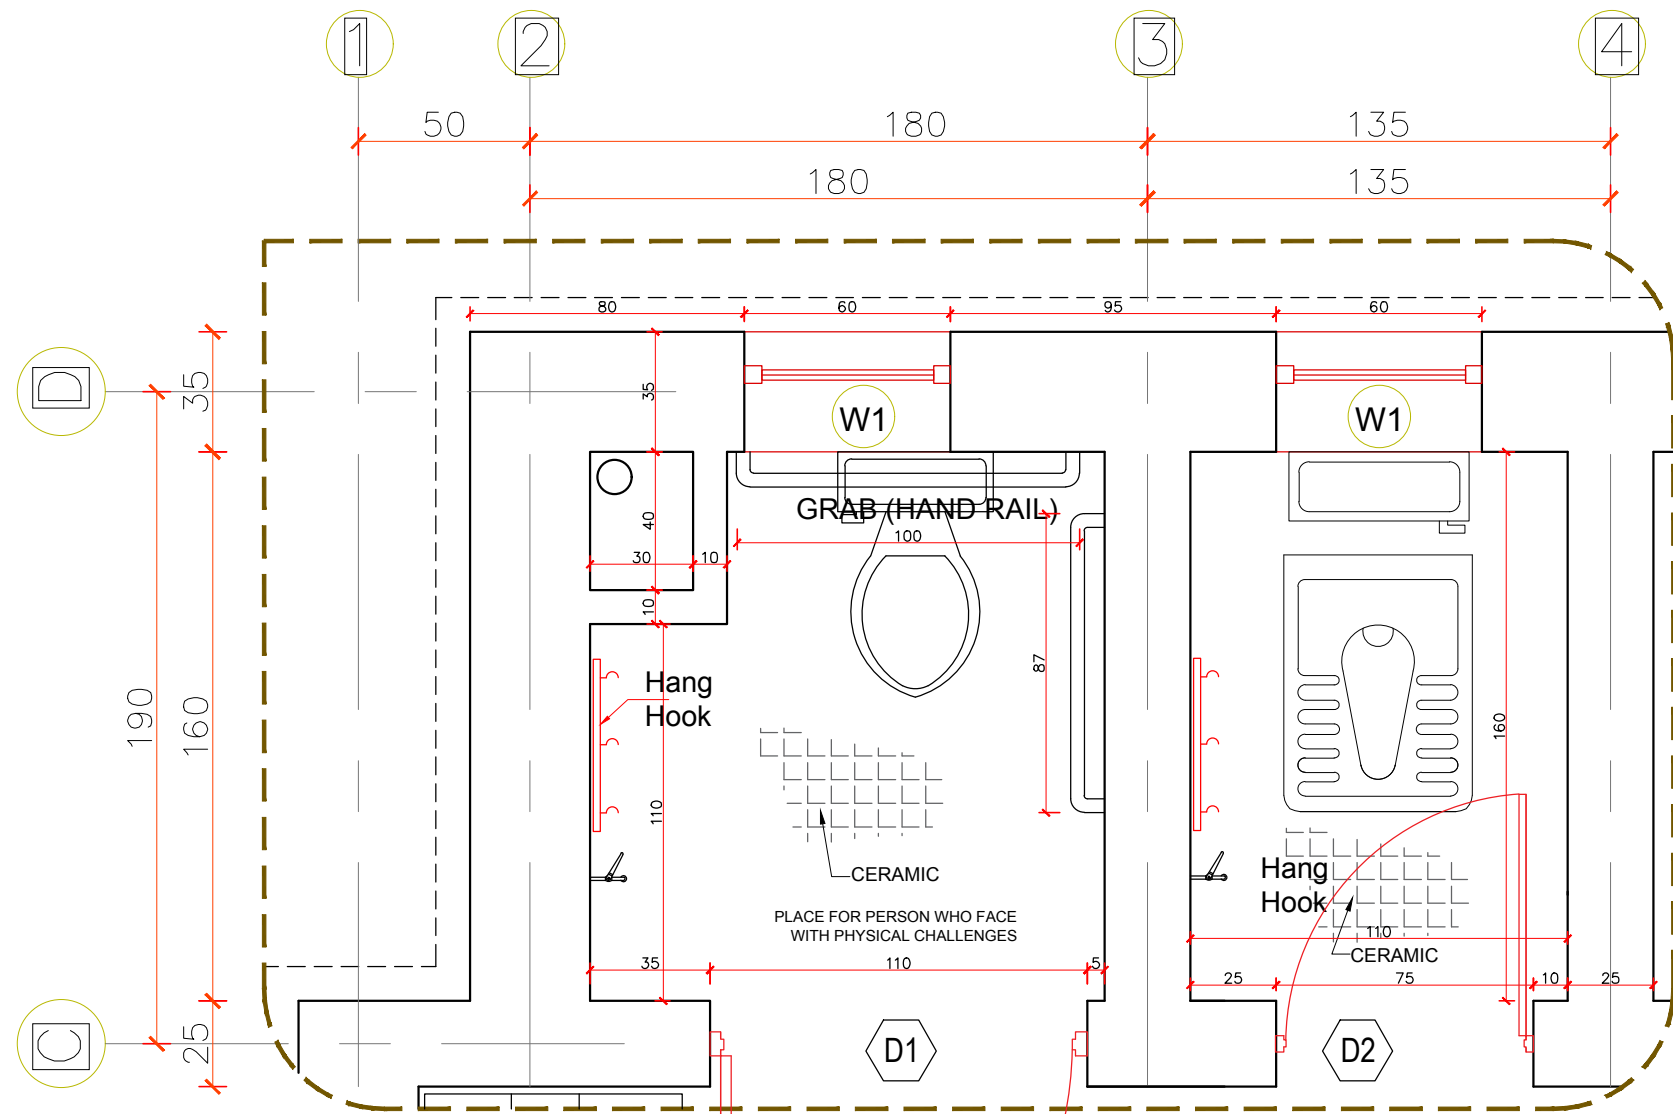 1
2
3
4
50
180
135
180
135
80
60
95
60
D
35
35
W1
W1
GRAB (HAND RAIL)
40
100
30
10
10
87
Hang
Hook
190
160
160
110
CERAMIC
Hang
Hook
PLACE FOR PERSON WHO FACE
WITH PHYSICAL CHALLENGES
110
CERAMIC
35
110
5
25
75
10
25
C
25
D1
D2